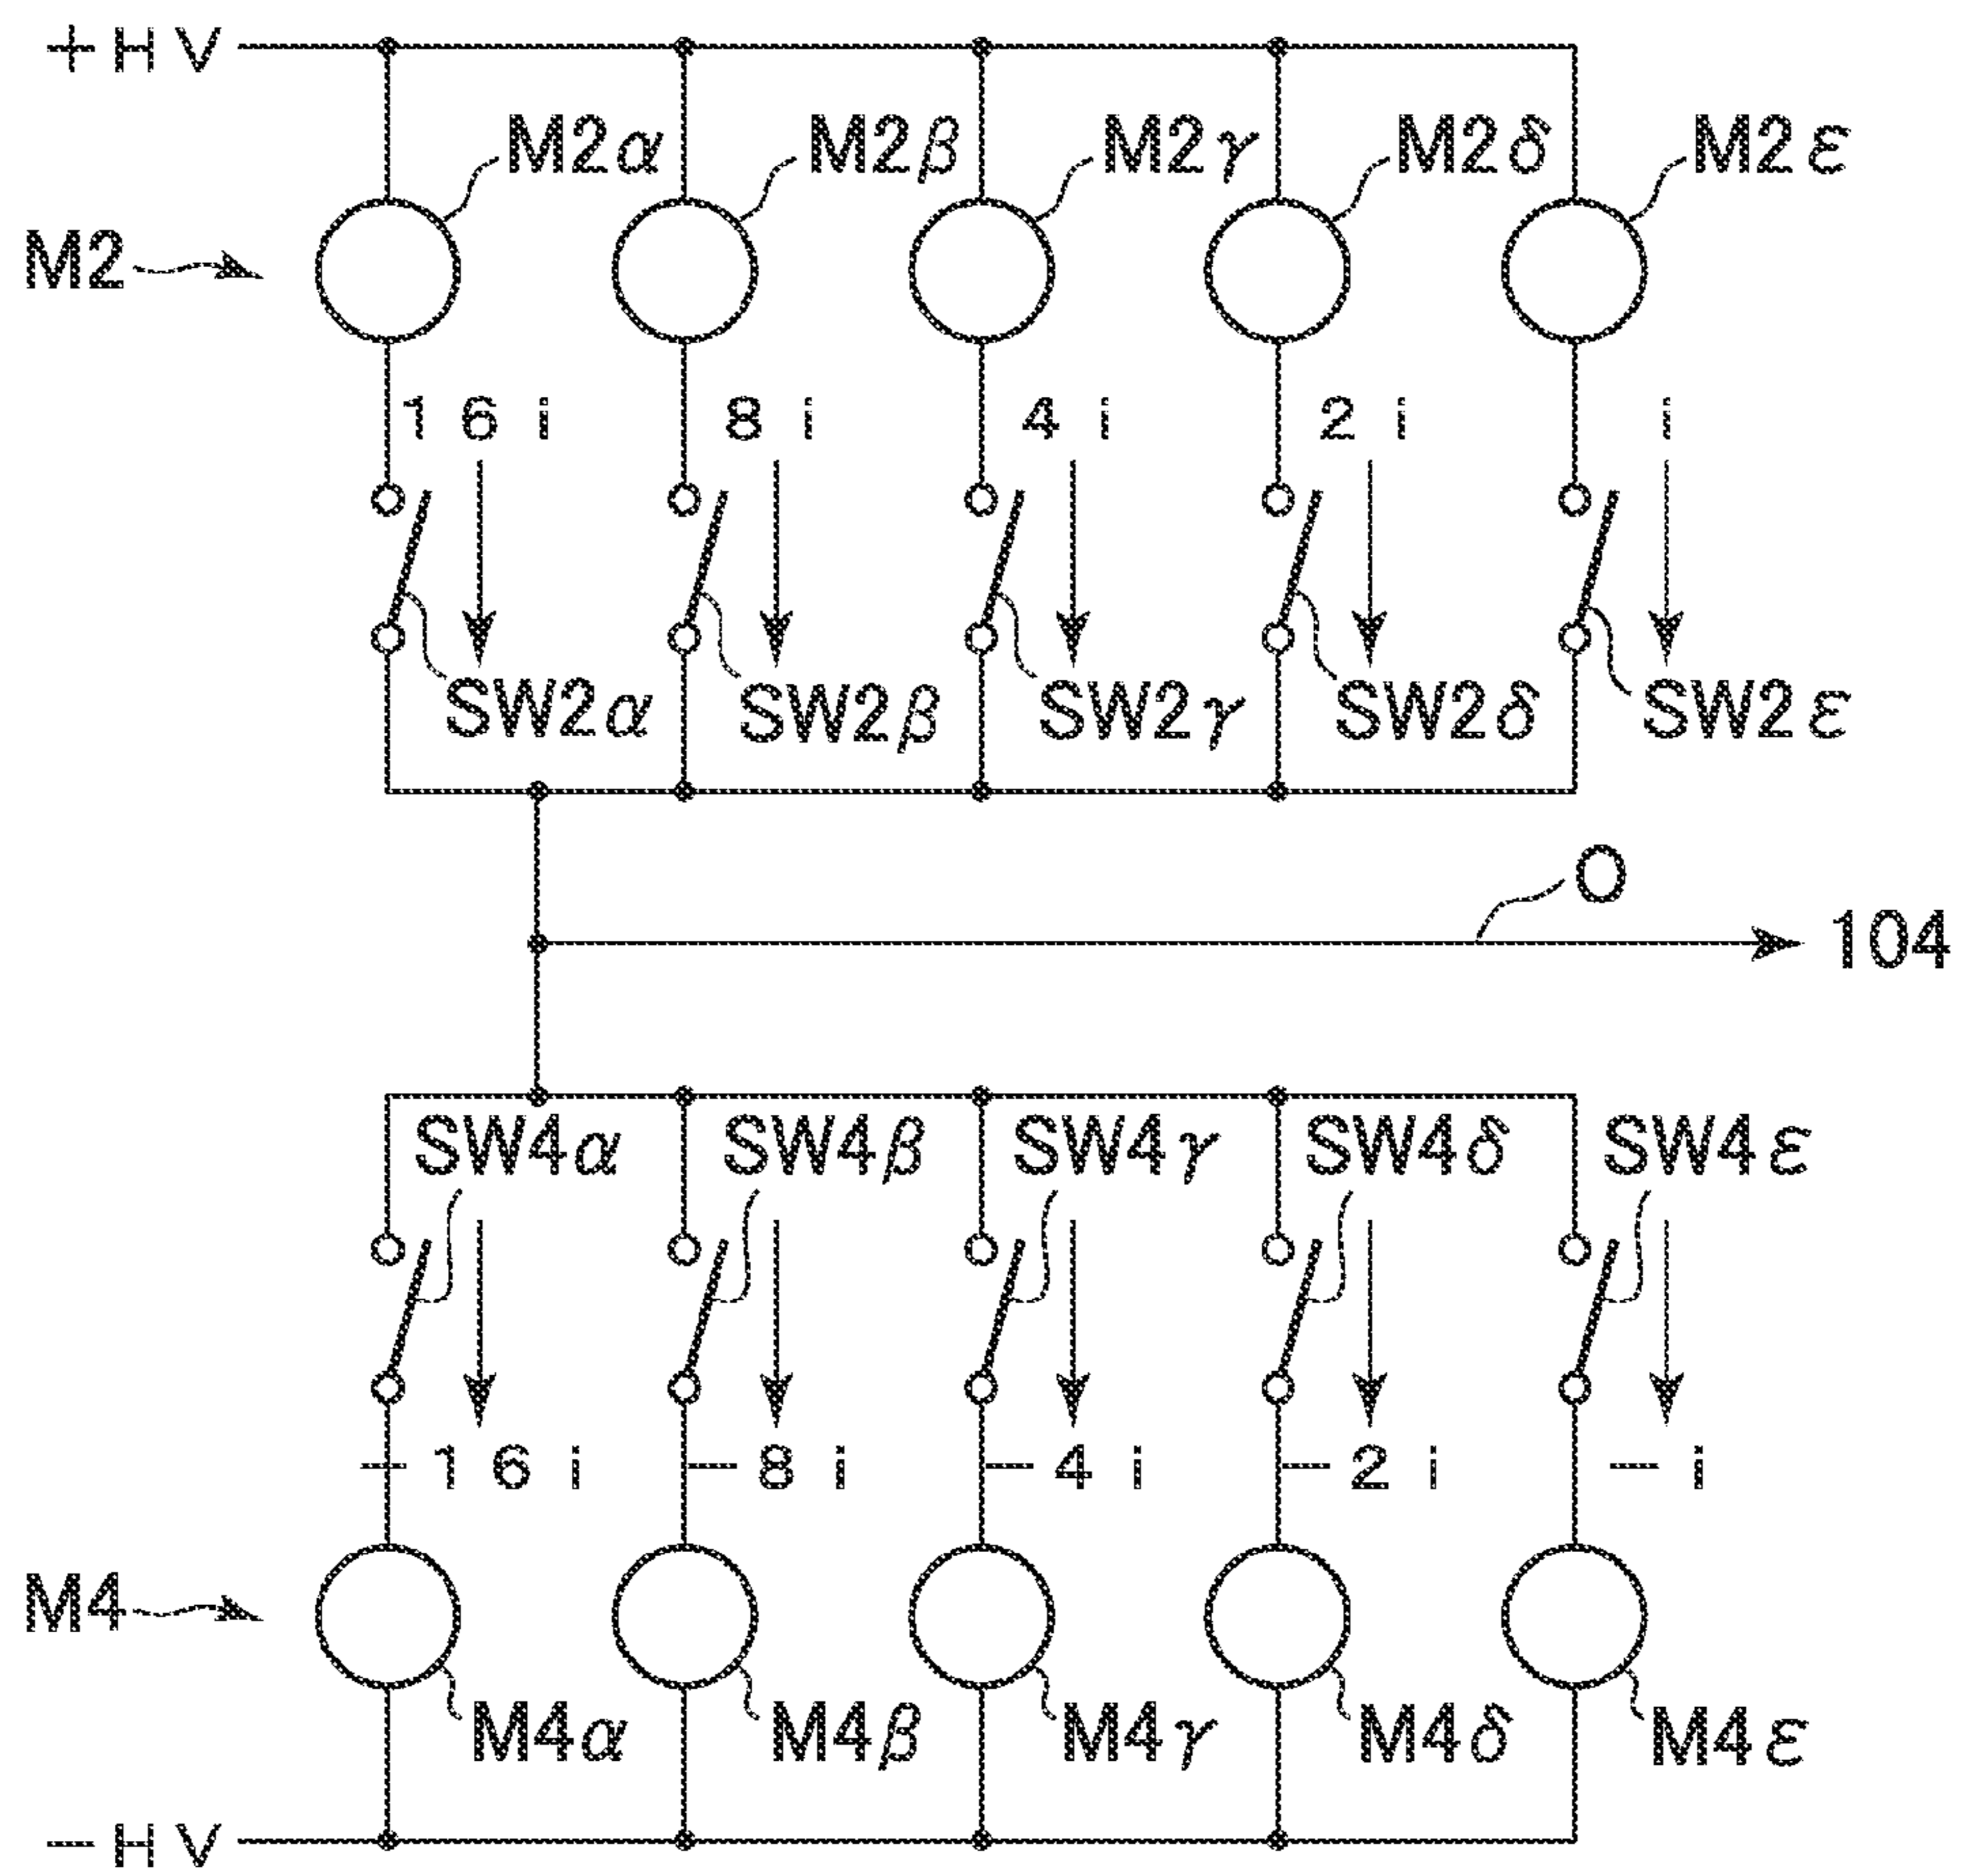 +HV
M2α M2β M2γ M2δ M2ε
M2
16i 8i 4i 2i i
SW2α SW2β SW2γ SW2δ SW2ε
O
104
SW4α SW4β SW4γ SW4δ SW4ε
-16i -8i -4i -2i -i
M4
M4α M4β M4γ M4δ M4ε
-HV